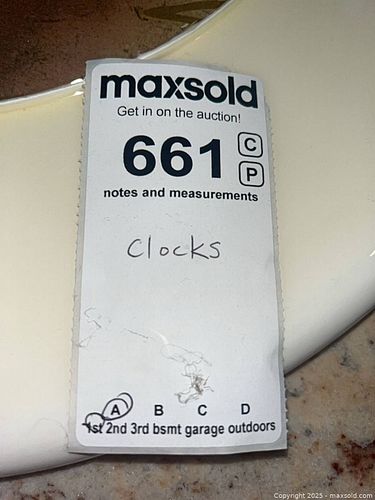 maxsold
Get in on the auction!
661 C
P
notes and measurements
Clocks
A B C D
1st 2nd 3rd bsmt garage outdoors
Copyright 2025 - maxsold.com